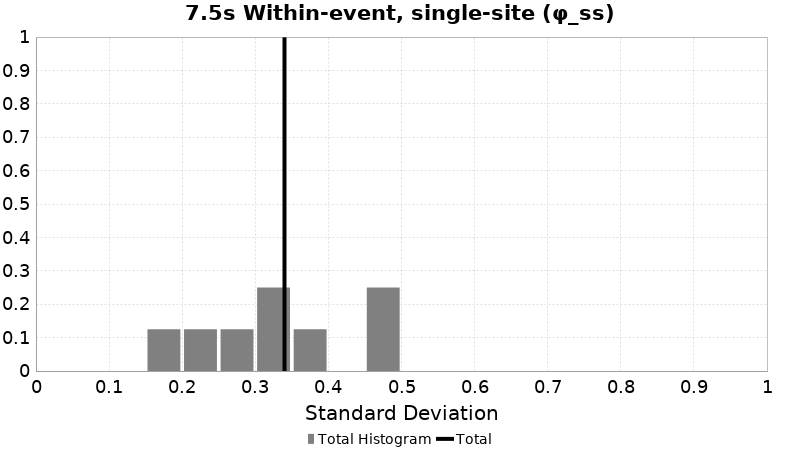 7.5s Within-event, single-site (φ_ss)
1
0.9
0.8
0.7
0.6
0.5
0.4
0.3
0.2
0.1
0
0 0.1 0.2 0.3 0.4 0.5 0.6 0.7 0.8 0.9 1
Standard Deviation
Total Histogram Total